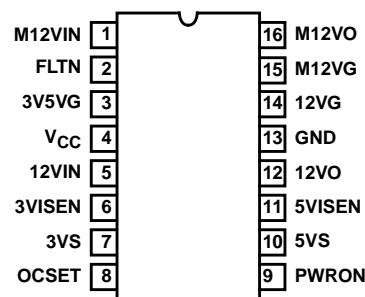 M12VIN 1 16 M12VO
FLTN 2 15 M12VG
3V5VG 3 14 12VG
VCC 4 13 GND
12VIN 5 12 12VO
3VISEN 6 11 5VISEN
3VS 7 10 5VS
OCSET 8 9 PWRON